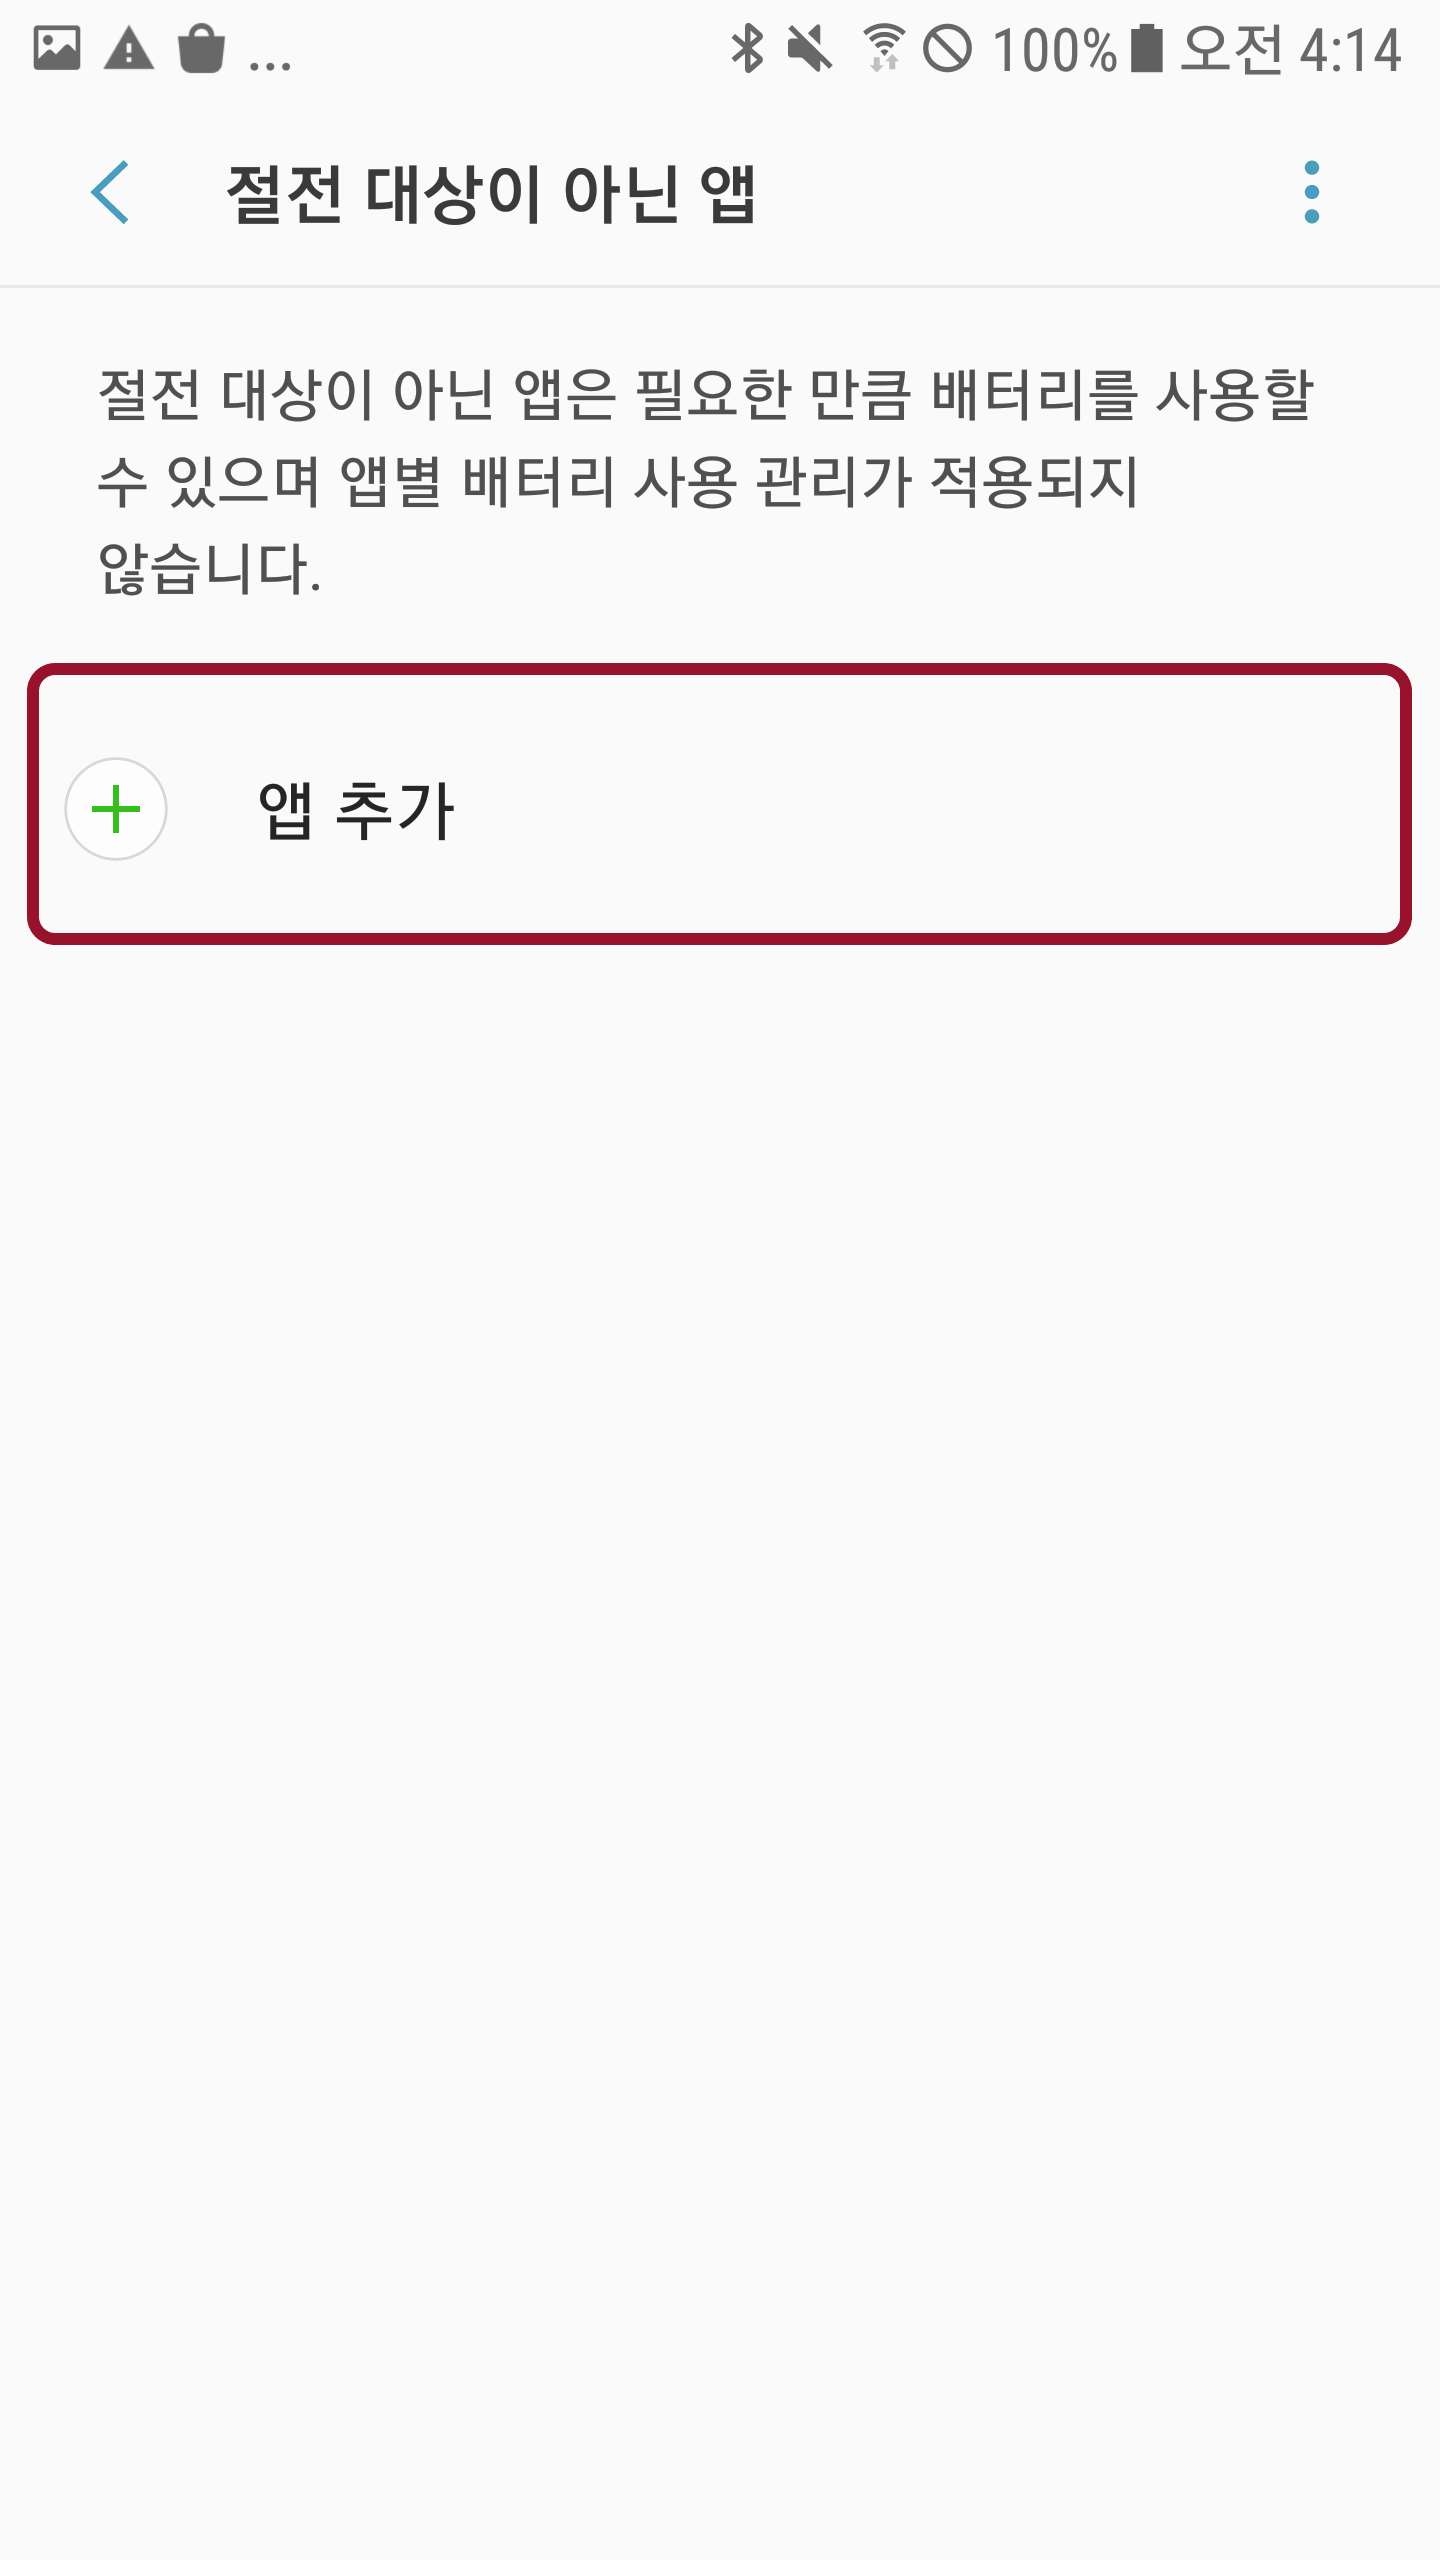 ... 100% 오전 4:14
절전 대상이 아닌 앱
절전 대상이 아닌 앱은 필요한 만큼 배터리를 사용할
수 있으며 앱별 배터리 사용 관리가 적용되지
않습니다.
앱 추가